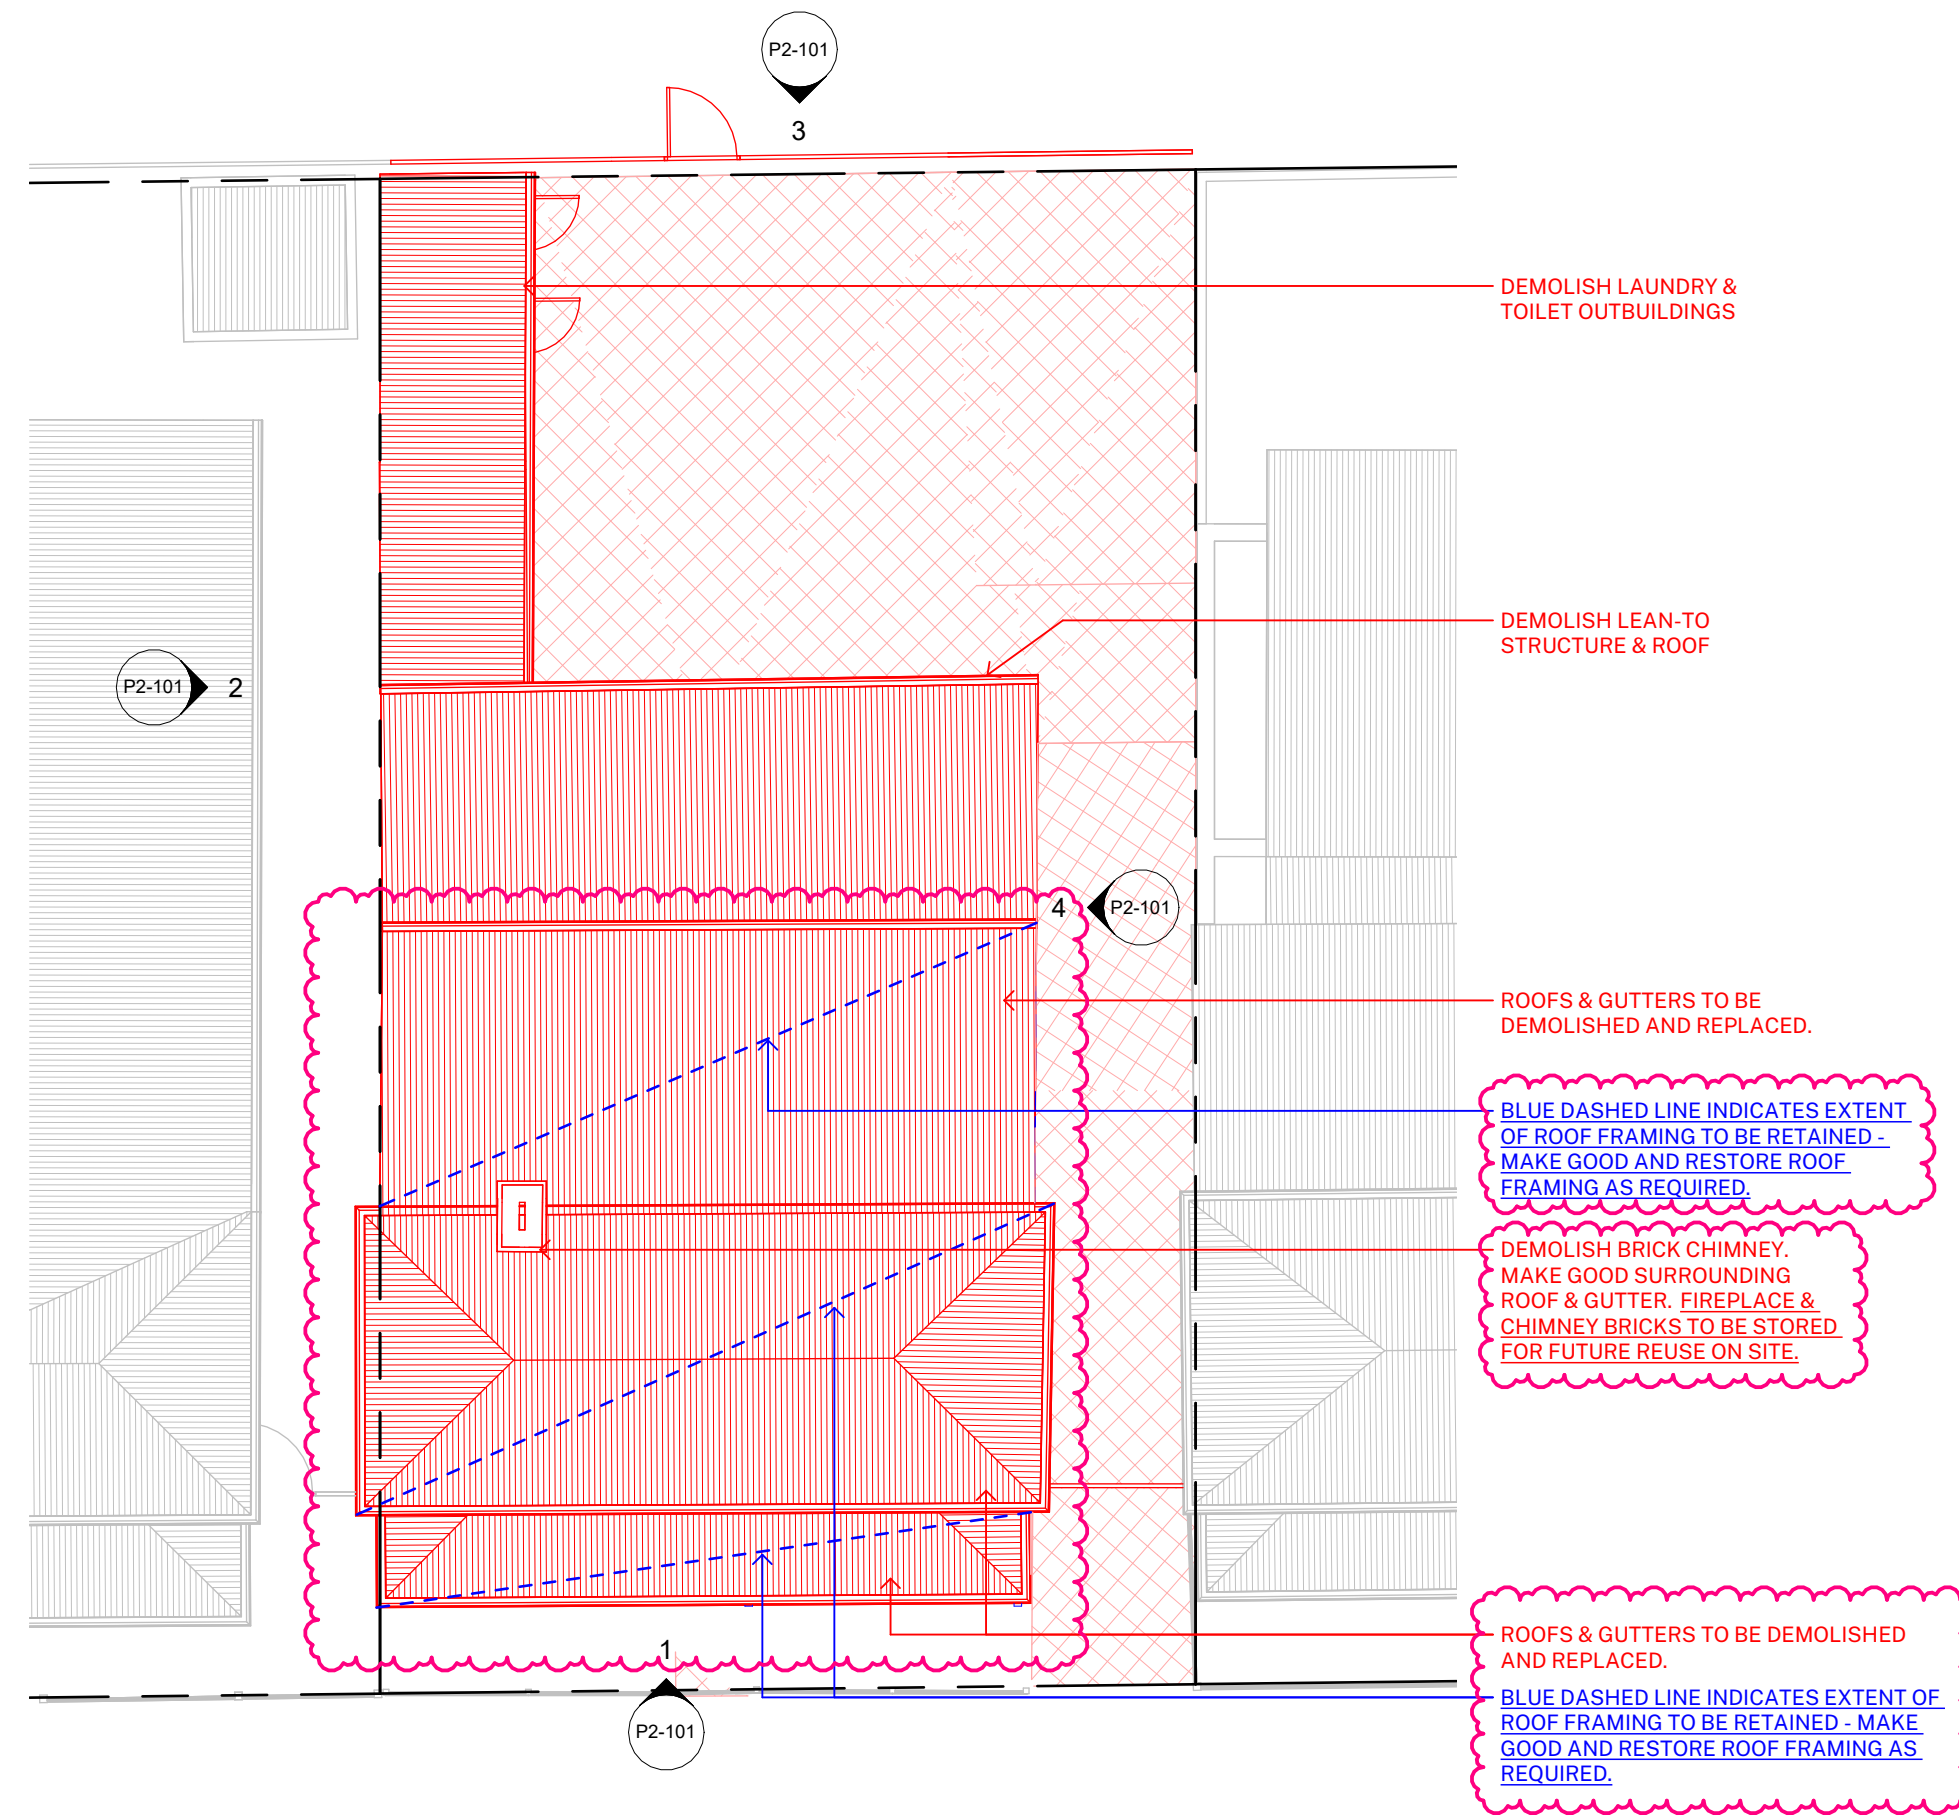 P2-101
3
DEMOLISH LAUNDRY &
TOILET OUTBUILDINGS
DEMOLISH LEAN-TO
STRUCTURE & ROOF
P2-101
2
4
P2-101
ROOFS & GUTTERS TO BE
DEMOLISHED AND REPLACED.
BLUE DASHED LINE INDICATES EXTENT
OF ROOF FRAMING TO BE RETAINED -
MAKE GOOD AND RESTORE ROOF
FRAMING AS REQUIRED.
DEMOLISH BRICK CHIMNEY.
MAKE GOOD SURROUNDING
ROOF & GUTTER. FIREPLACE &
CHIMNEY BRICKS TO BE STORED
FOR FUTURE REUSE ON SITE.
ROOFS & GUTTERS TO BE DEMOLISHED
AND REPLACED.
BLUE DASHED LINE INDICATES EXTENT OF
ROOF FRAMING TO BE RETAINED - MAKE
GOOD AND RESTORE ROOF FRAMING AS
REQUIRED.
1
P2-101